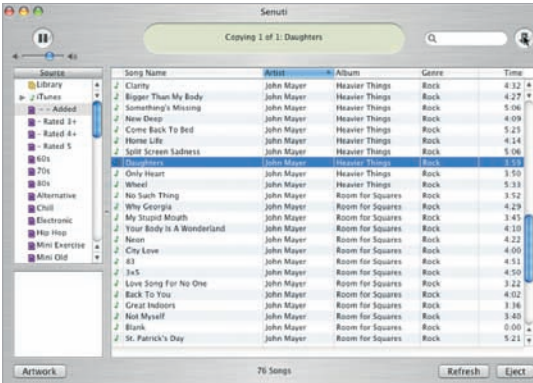 Senuti
Copying 1 of 1: Daughters
Source
Library
iTunes
- - Added
- Rated 3+
- Rated 4+
- Rated 5
60s
70s
80s
Alternative
Chill
Electronic
Hip Hop
Mini Exercise
Mini Old
Song Name Artist Album Genre Time
Clarity John Mayer Heavier Things Rock 4:32
Bigger Than My Body John Mayer Heavier Things Rock 4:27
Something's Missing John Mayer Heavier Things Rock 5:06
New Deep John Mayer Heavier Things Rock 4:09
Come Back To Bed John Mayer Heavier Things Rock 5:25
Home Life John Mayer Heavier Things Rock 4:14
Split Screen Sadness John Mayer Heavier Things Rock 5:06
Daughters John Mayer Heavier Things Rock 3:59
Only Heart John Mayer Heavier Things Rock 3:50
Wheel John Mayer Heavier Things Rock 5:33
No Such Thing John Mayer Room for Squares Rock 3:52
Why Georgia John Mayer Room for Squares Rock 4:29
My Stupid Mouth John Mayer Room for Squares Rock 3:45
Your Body Is A Wonderland John Mayer Room for Squares Rock 4:10
Neon John Mayer Room for Squares Rock 4:22
City Love John Mayer Room for Squares Rock 4:00
83 John Mayer Room for Squares Rock 4:51
3x5 John Mayer Room for Squares Rock 4:50
Love Song For No One John Mayer Room for Squares Rock 3:22
Back To You John Mayer Room for Squares Rock 4:02
Great Indoors John Mayer Room for Squares Rock 3:36
Not Myself John Mayer Room for Squares Rock 3:40
Blank John Mayer Room for Squares Rock 0:00
St. Patrick's Day John Mayer Room for Squares Rock 5:21
Artwork
76 Songs
Refresh
Eject